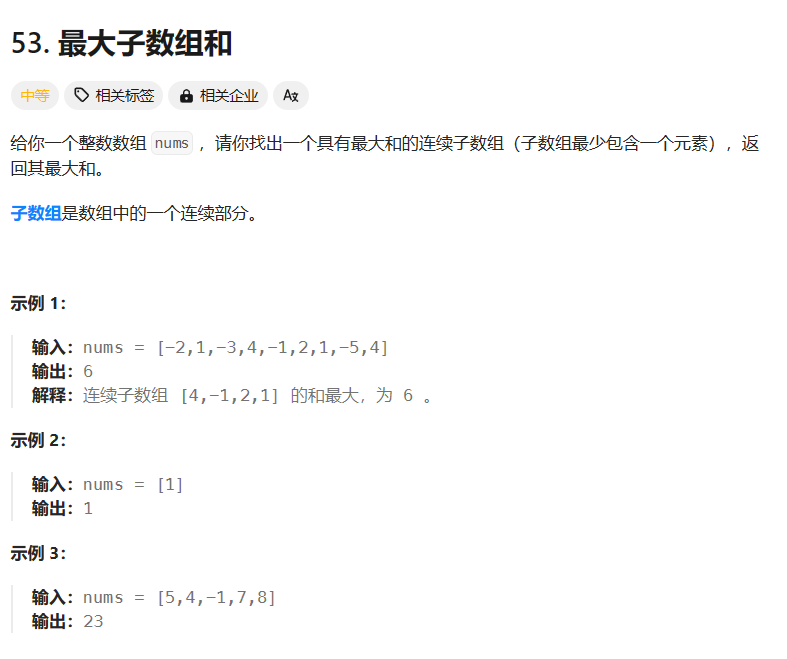 53. 最大子数组和
中等 相关标签 相关企业 Ax
给你一个整数数组 nums ，请你找出一个具有最大和的连续子数组（子数组最少包含一个元素），返
回其最大和。
子数组是数组中的一个连续部分。
示例 1：
输入：nums = [-2,1,-3,4,-1,2,1,-5,4]
输出：6
解释：连续子数组 [4,-1,2,1] 的和最大，为 6 。
示例 2：
输入：nums = [1]
输出：1
示例 3：
输入：nums = [5,4,-1,7,8]
输出：23